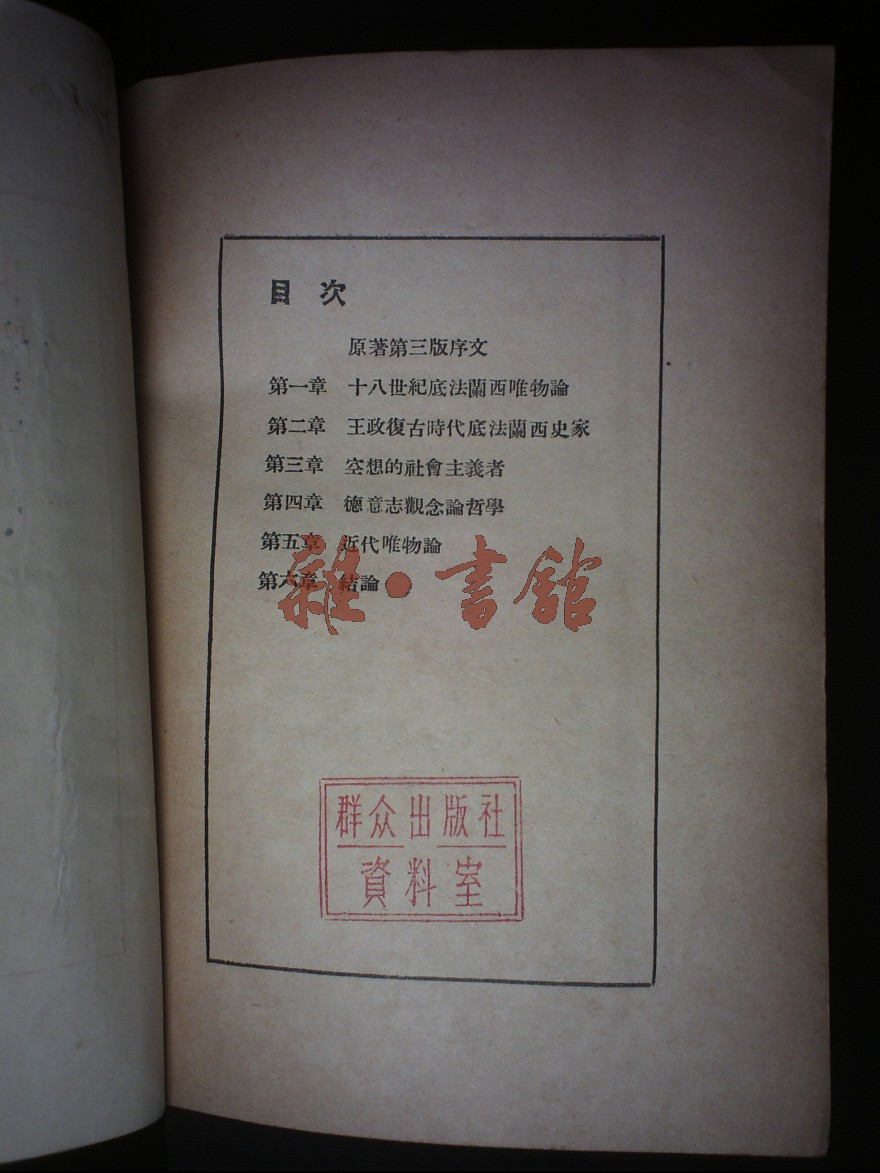 目次
原著第三版序文
第一章 十八世紀底法蘭西唯物論
第二章 王政復古時代底法蘭西史家
第三章 空想的社會主義者
第四章 德意志觀念論哲學
第五章 近代唯物論
第六章 結論
雜·書館
群众出版社
資料室